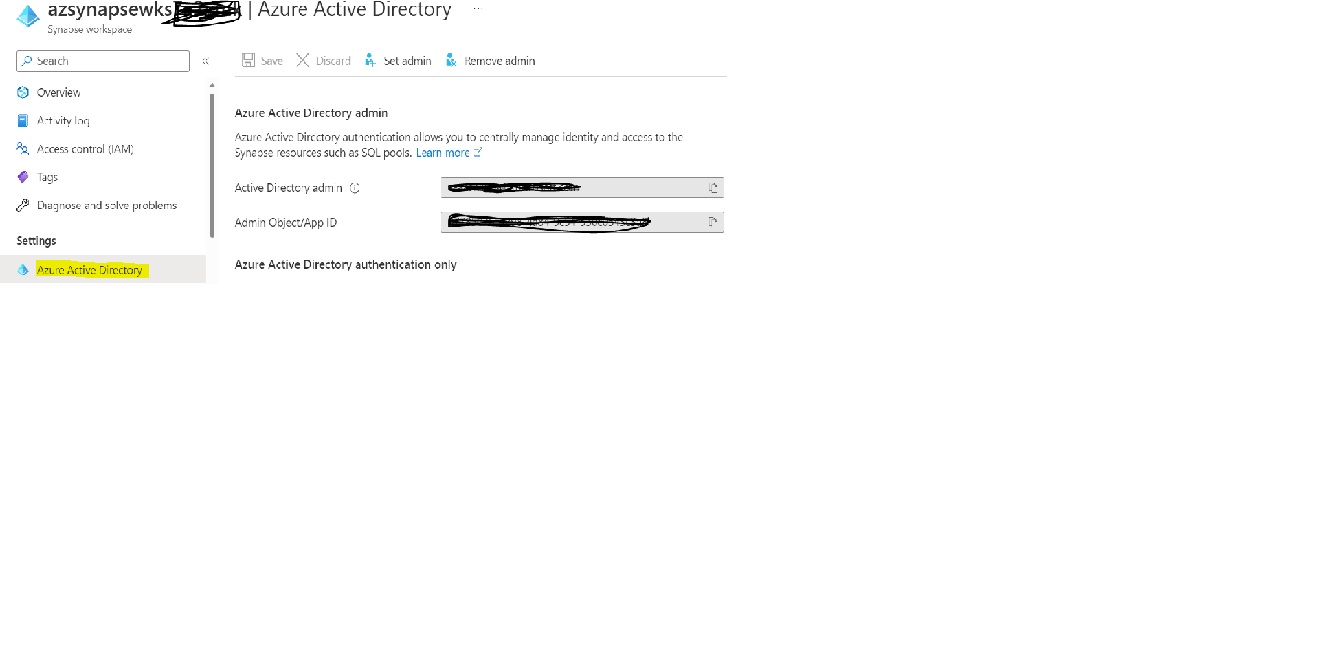 azsynapsewks | Azure Active Directory ...
Synapse workspace
Search
«
Save Discard Set admin Remove admin
Overview
Activity log
Access control (IAM)
Tags
Diagnose and solve problems
Settings
Azure Active Directory
Azure Active Directory admin
Azure Active Directory authentication allows you to centrally manage identity and access to the
Synapse resources such as SQL pools. Learn more
Active Directory admin
Admin Object/App ID
Azure Active Directory authentication only